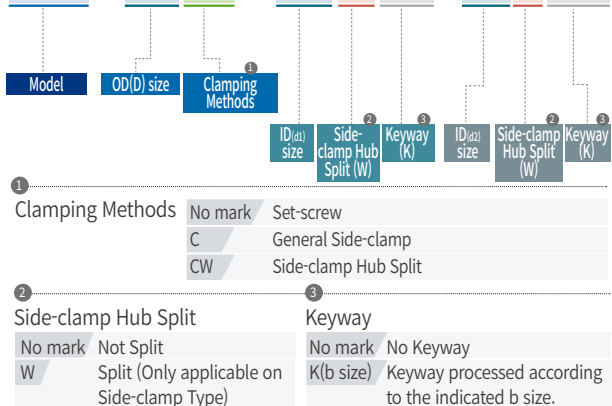 Model
OD(D) size
1
Clamping
Methods
ID(d1)
size
2
Side-
clamp Hub
Split (W)
3
Keyway
(K)
ID(d2)
size
2
Side-clamp
Hub Split
(W)
3
Keyway
(K)
1
Clamping Methods
No mark Set-screw
C General Side-clamp
CW Side-clamp Hub Split
2
Side-clamp Hub Split
No mark Not Split
W Split (Only applicable on
Side-clamp Type)
3
Keyway
No mark No Keyway
K(b size) Keyway processed according
to the indicated b size.